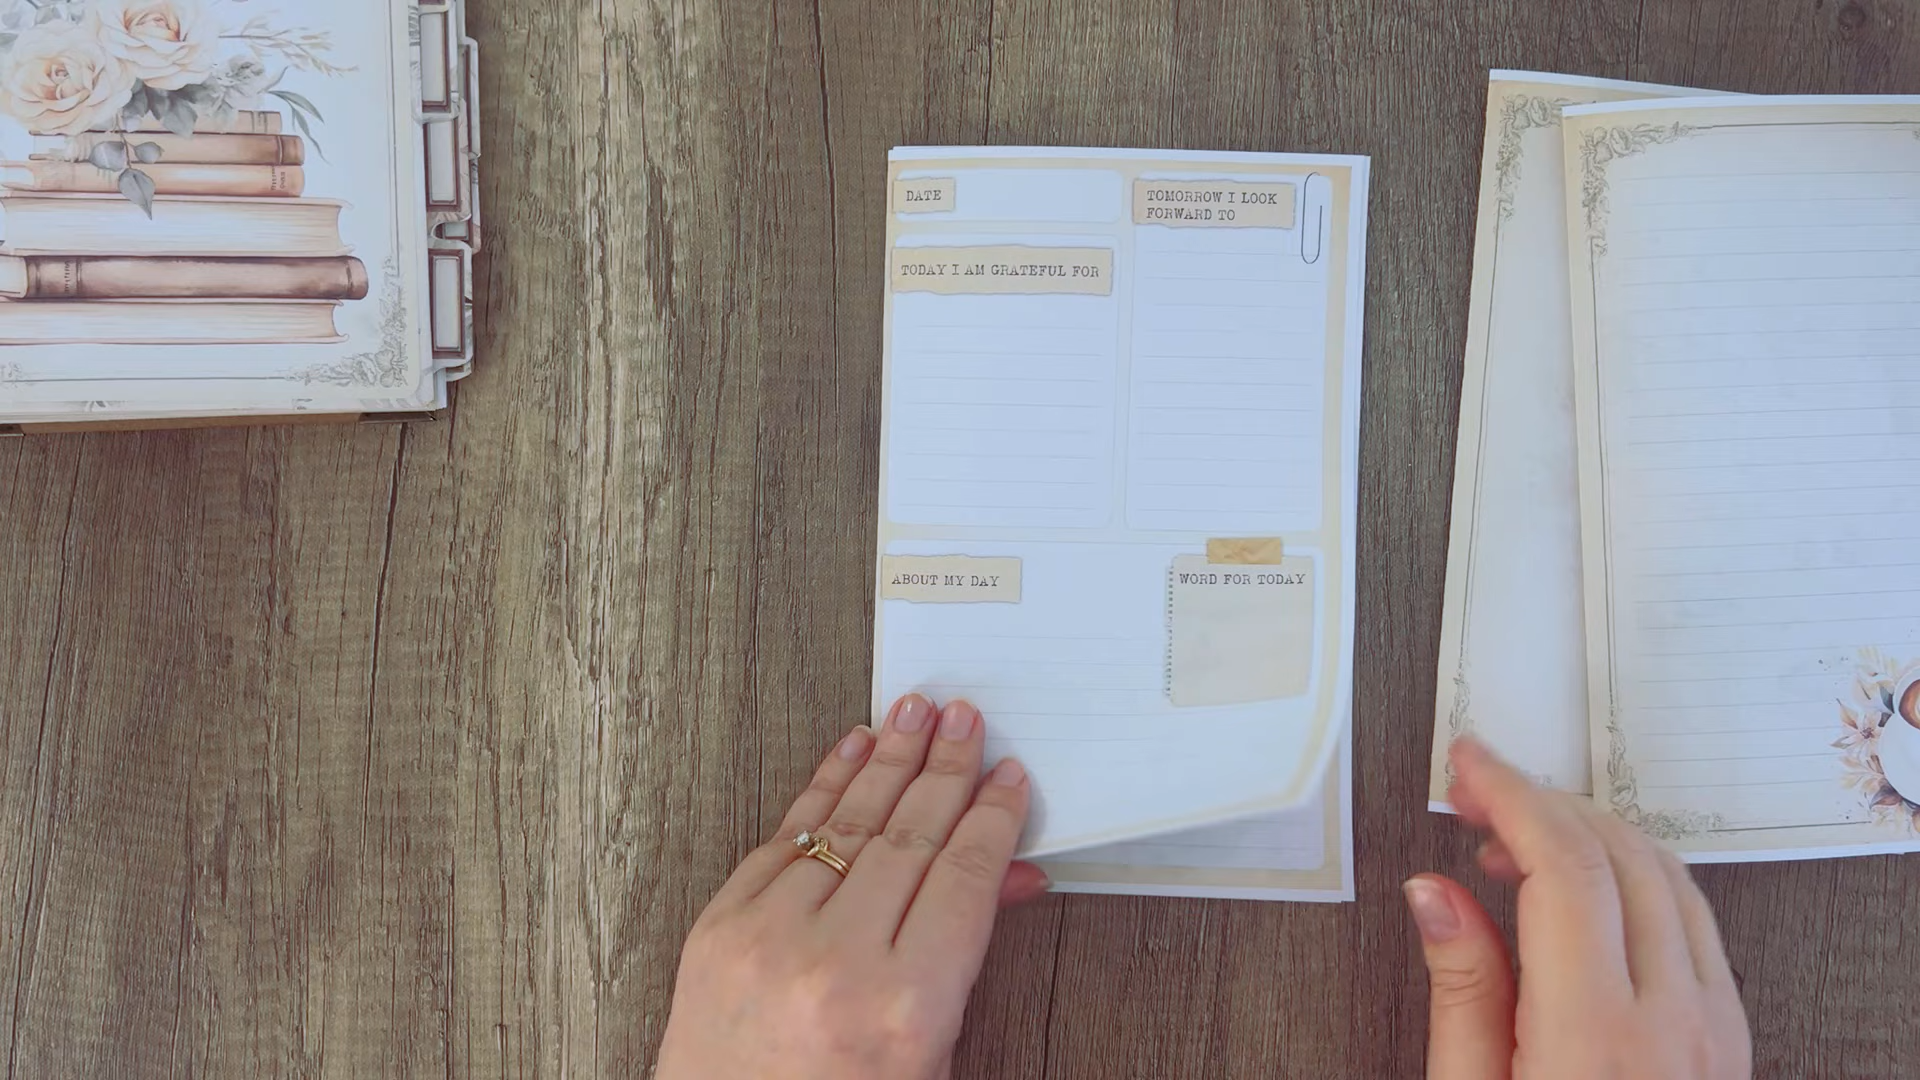 DATE
TOMORROW I LOOK
FORWARD TO
TODAY I AM GRATEFUL FOR
ABOUT MY DAY
WORD FOR TODAY